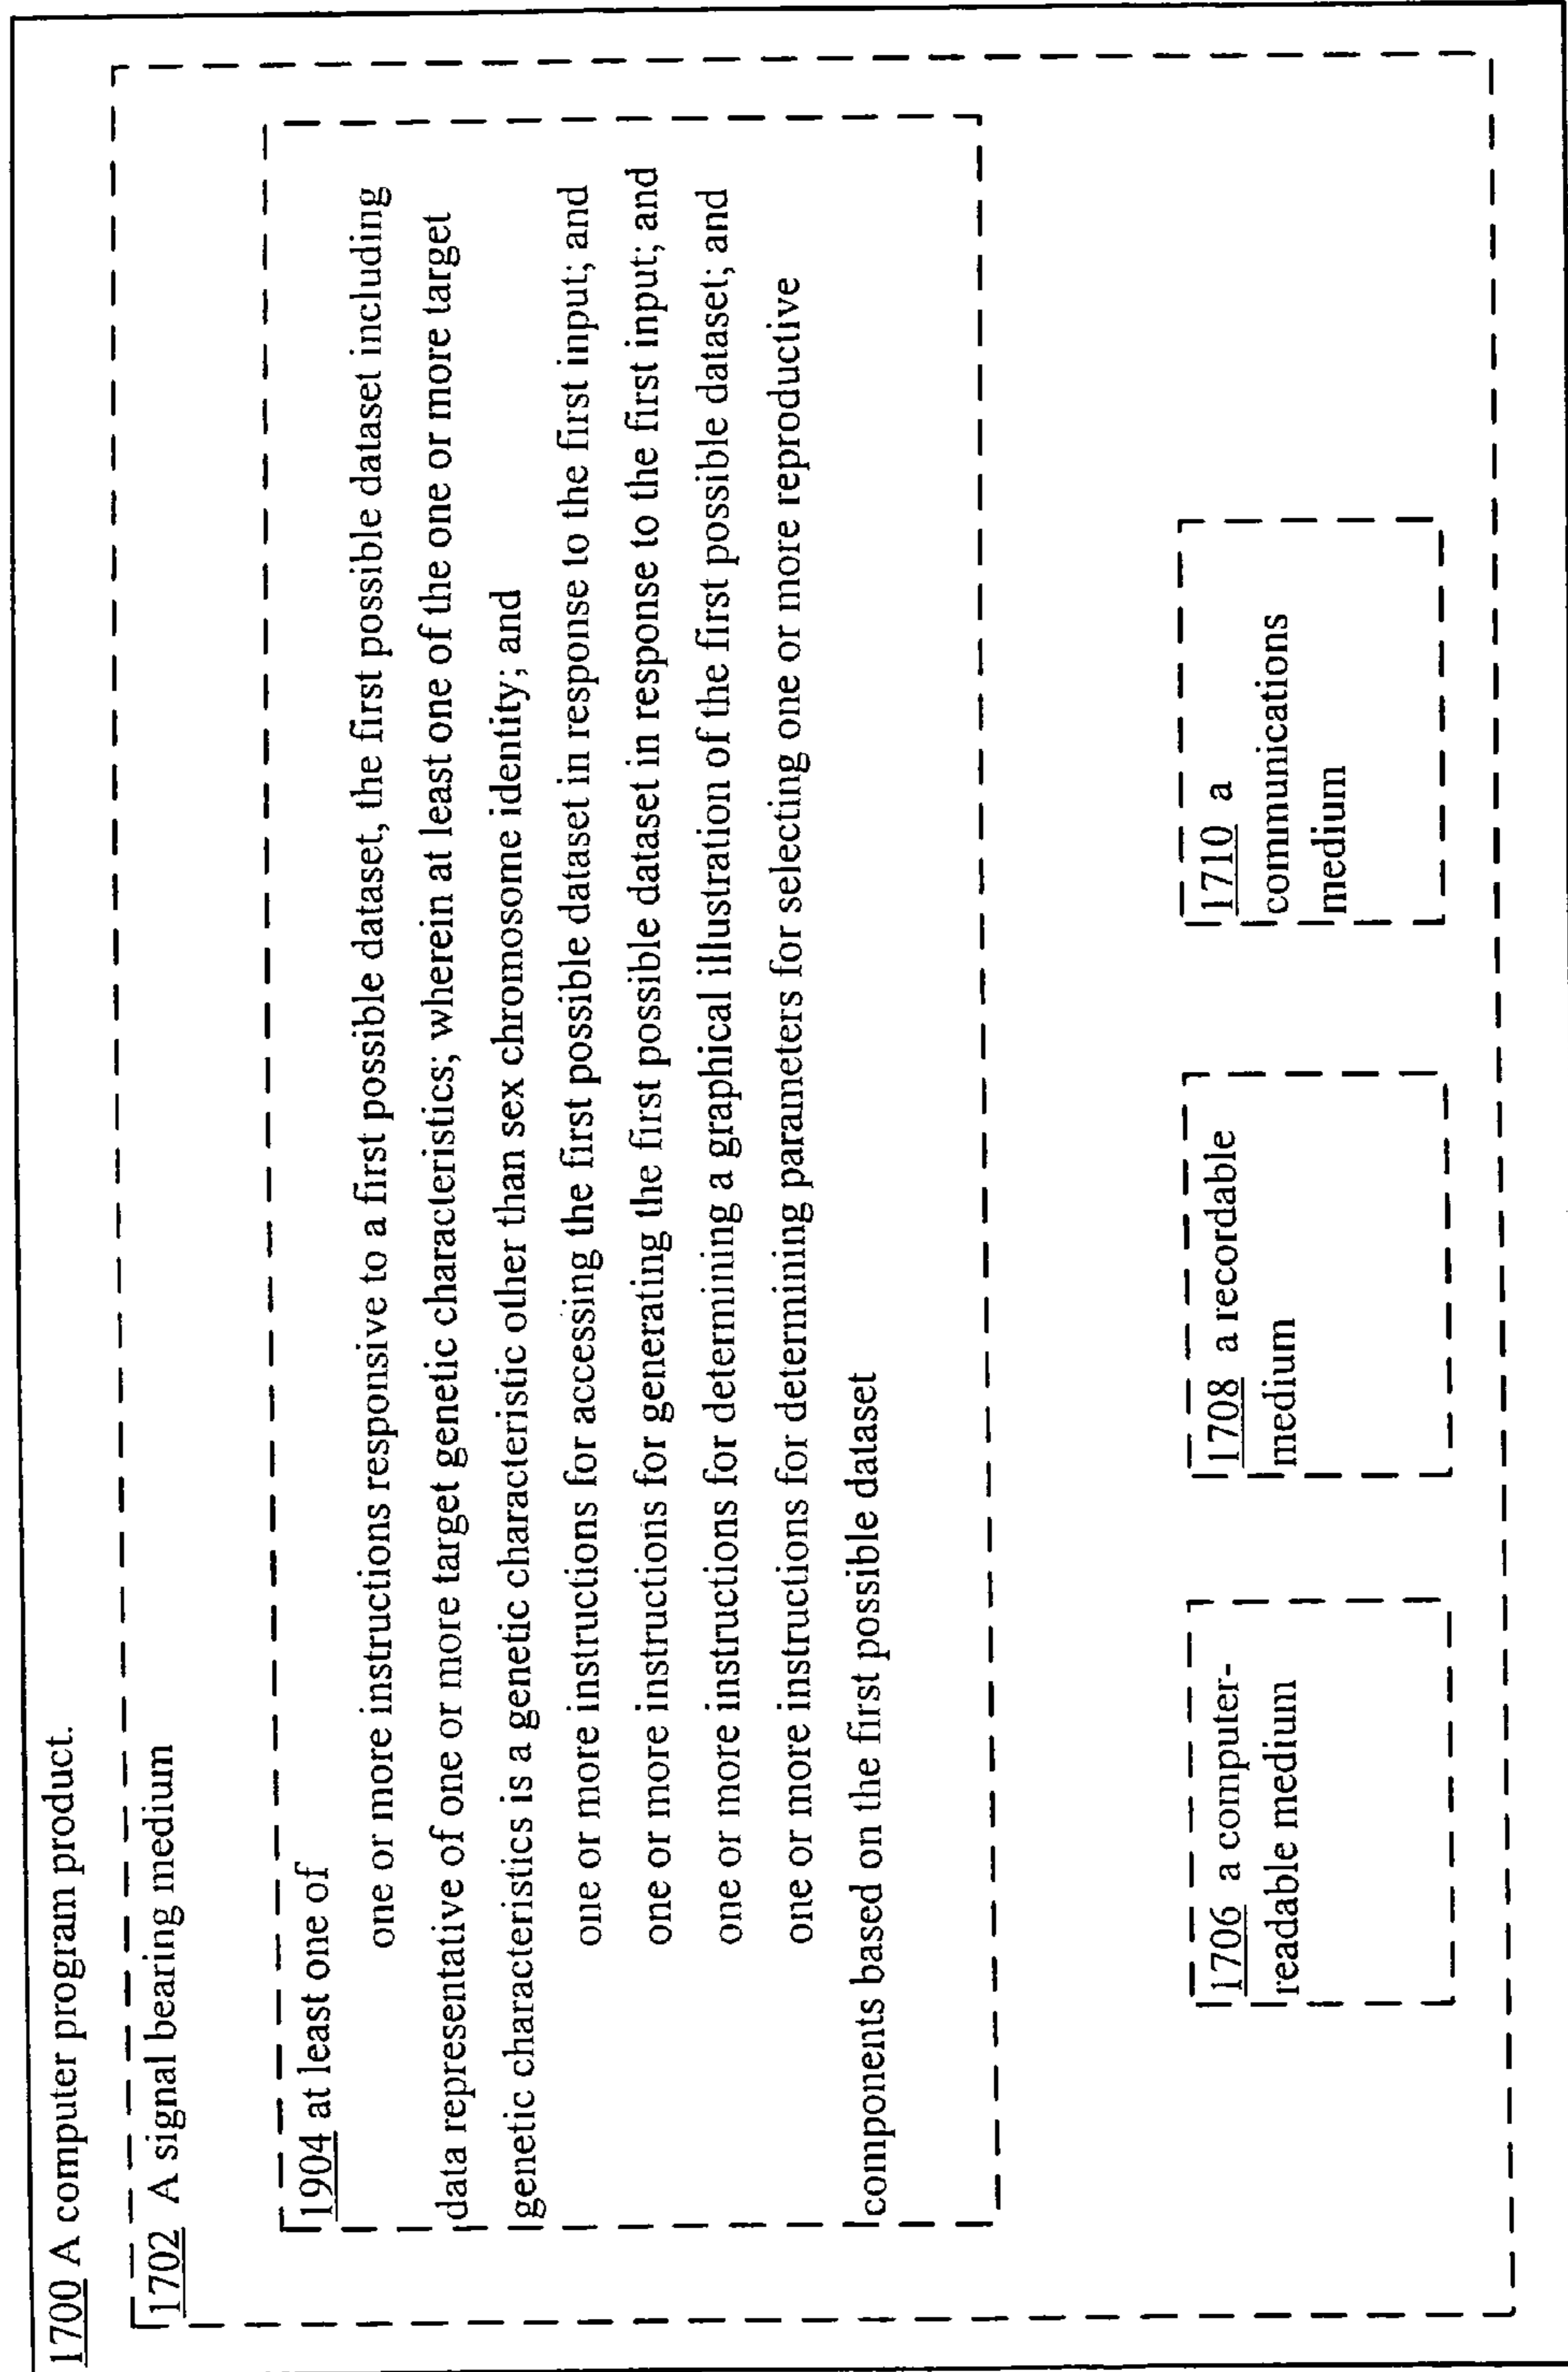 1700 A computer program product.
1702 A signal bearing medium
1904 at least one of
one or more instructions responsive to a first possible dataset, the first possible dataset including
data representative of one or more target genetic characteristics; wherein at least one of the one or more target
genetic characteristics is a genetic characteristic other than sex chromosome identity; and
one or more instructions for accessing the first possible dataset in response to the first input; and
one or more instructions for generating the first possible dataset in response to the first input; and
one or more instructions for determining a graphical illustration of the first possible dataset; and
one or more instructions for determining parameters for selecting one or more reproductive
components based on the first possible dataset
1706 a computer-
readable medium
1708 a recordable
medium
1710 a
communications
medium